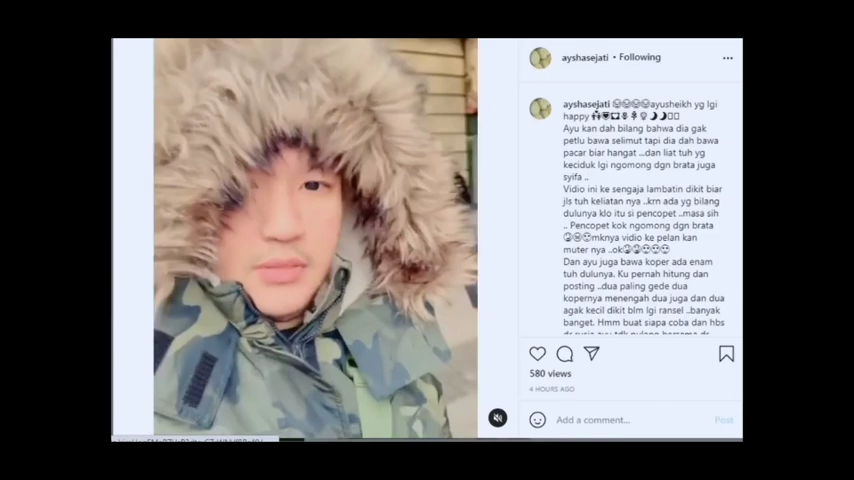 ayshasejati • Following
ayshasejati 😂😂😂😂ayusheikh yg lgi
happy
Ayu kan dah bilang bahwa dia gak
petlu bawa selimut tapi dia dah bawa
pacar biar hangat ...dan liat tuh yg
keciduk lgi ngomong dgn brata juga
syifa ..
Vidio ini ke sengaja lambatin dikit biar
jls tuh keliatan nya ..krn ada yg bilang
dulunya klo itu si pencopet ..masa sih
.. Pencopet kok ngomong dgn brata
mknya vidio ke pelan kan
muter nya ..ok
Dan ayu juga bawa koper ada enam
tuh dulunya. Ku pernah hitung dan
posting ..dua paling gede dua
kopernya menengah dua juga dan dua
agak kecil dikit blm lgi ransel ..banyak
banget. Hmm buat siapa coba dan hbs
580 views
4 HOURS AGO
Add a comment...
Post